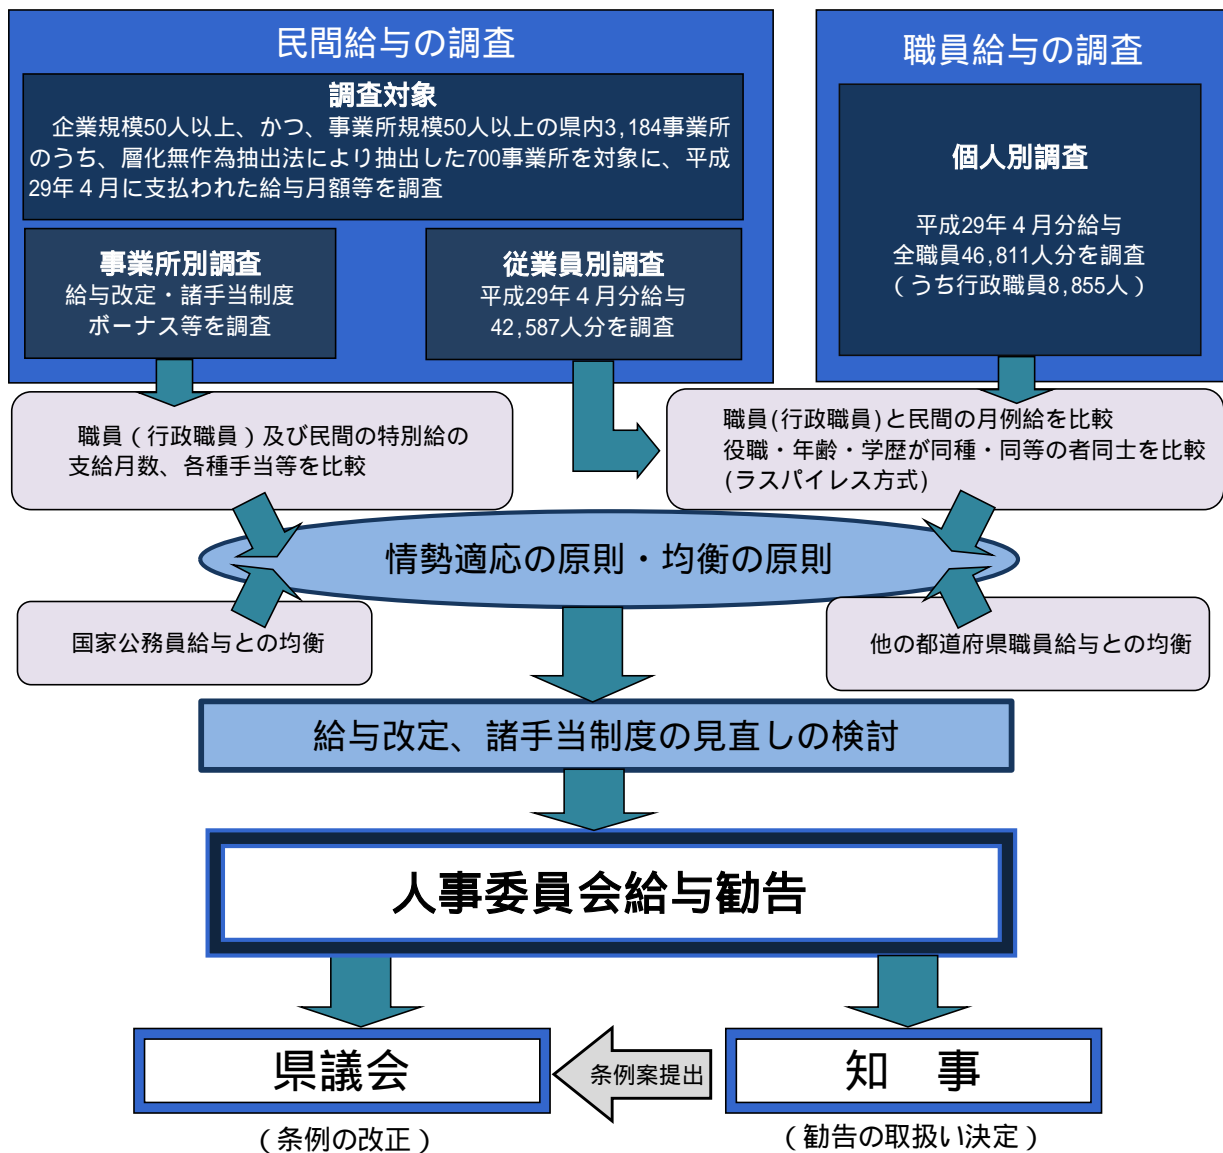 民間給与の調査
調査対象
企業規模50人以上、かつ、事業所規模50人以上の県内3,184事業所
のうち、層化無作為抽出法により抽出した700事業所を対象に、平成
29年４月に支払われた給与月額等を調査
事業所別調査
給与改定・諸手当制度
ボーナス等を調査
従業員別調査
平成29年４月分給与
42,587人分を調査
職員給与の調査
個人別調査
平成29年４月分給与
全職員46,811人分を調査
（うち行政職員8,855人）
職員（行政職員）及び民間の特別給の
支給月数、各種手当等を比較
職員(行政職員)と民間の月例給を比較
役職・年齢・学歴が同種・同等の者同士を比較
(ラスパイレス方式)
情勢適応の原則・均衡の原則
国家公務員給与との均衡
他の都道府県職員給与との均衡
給与改定、諸手当制度の見直しの検討
人事委員会給与勧告
県議会
条例案提出
知　事
（条例の改正）
（勧告の取扱い決定）